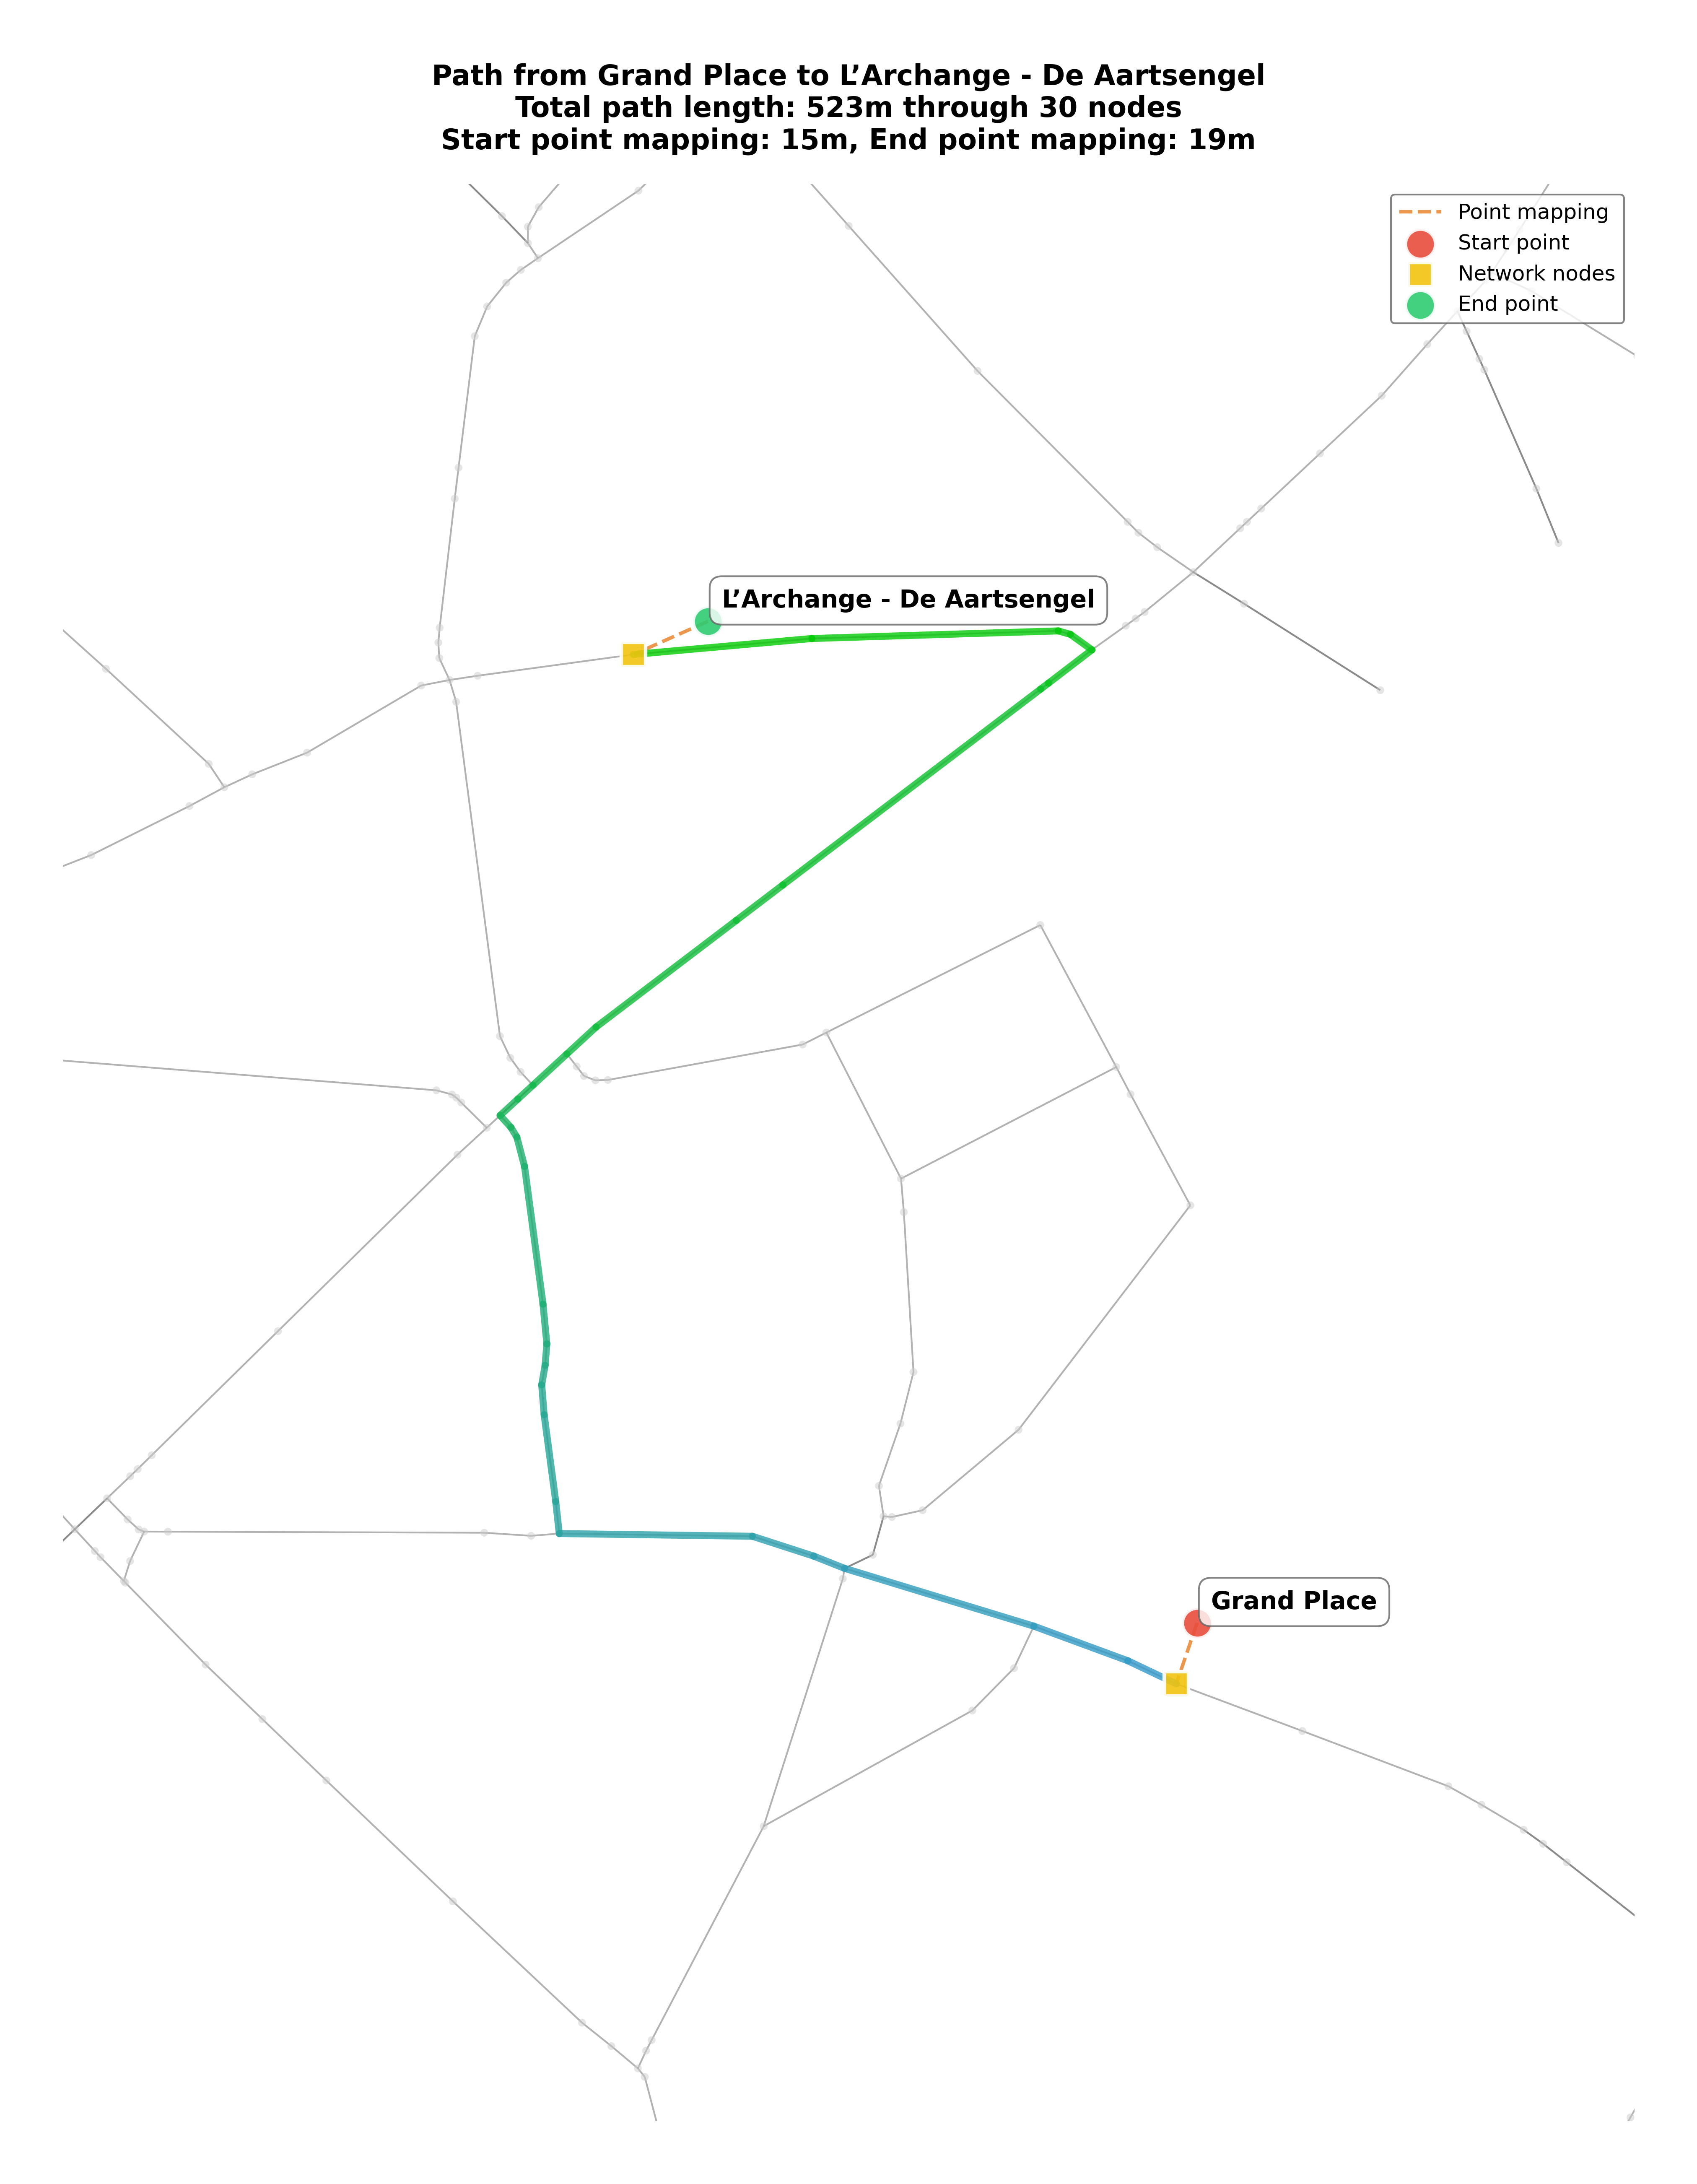 Path from Grand Place to L’Archange - De Aartsengel
Total path length: 523m through 30 nodes
Start point mapping: 15m, End point mapping: 19m
Point mapping
Start point
Network nodes
End point
L’Archange - De Aartsengel
Grand Place